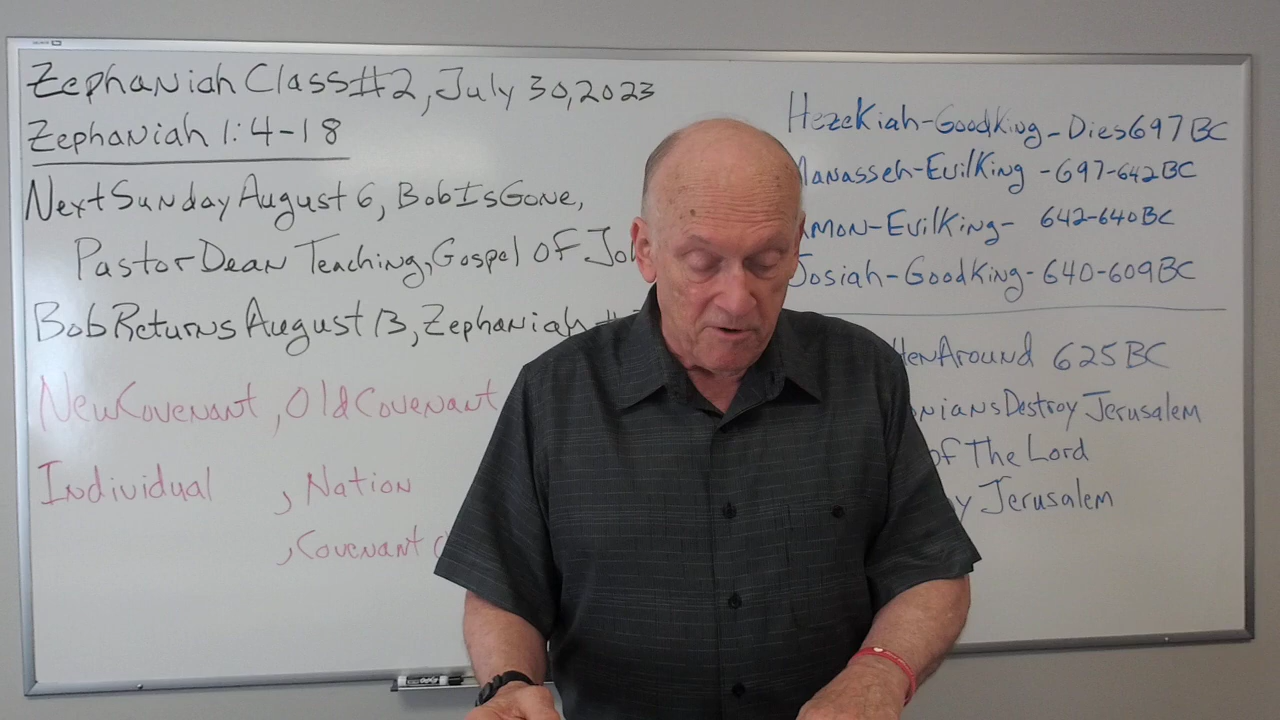 Zephaniah Class #2, July 30, 2023
Zephaniah 1:4-18
Next Sunday August 6, Bob Is Gone,
Pastor Dean Teaching, Gospel Of
Bob Returns August 13, Zephaniah
New Covenant, Old Covenant
Individual , Nation
, Covenant
Hezekiah-Good King-Dies 697 BC
Manasseh-Evil King-697-642 BC
Evil King- 642-640 BC
Josiah-Good King-640-609 BC
Around 625 BC
Destroy Jerusalem
Of The Lord
Jerusalem